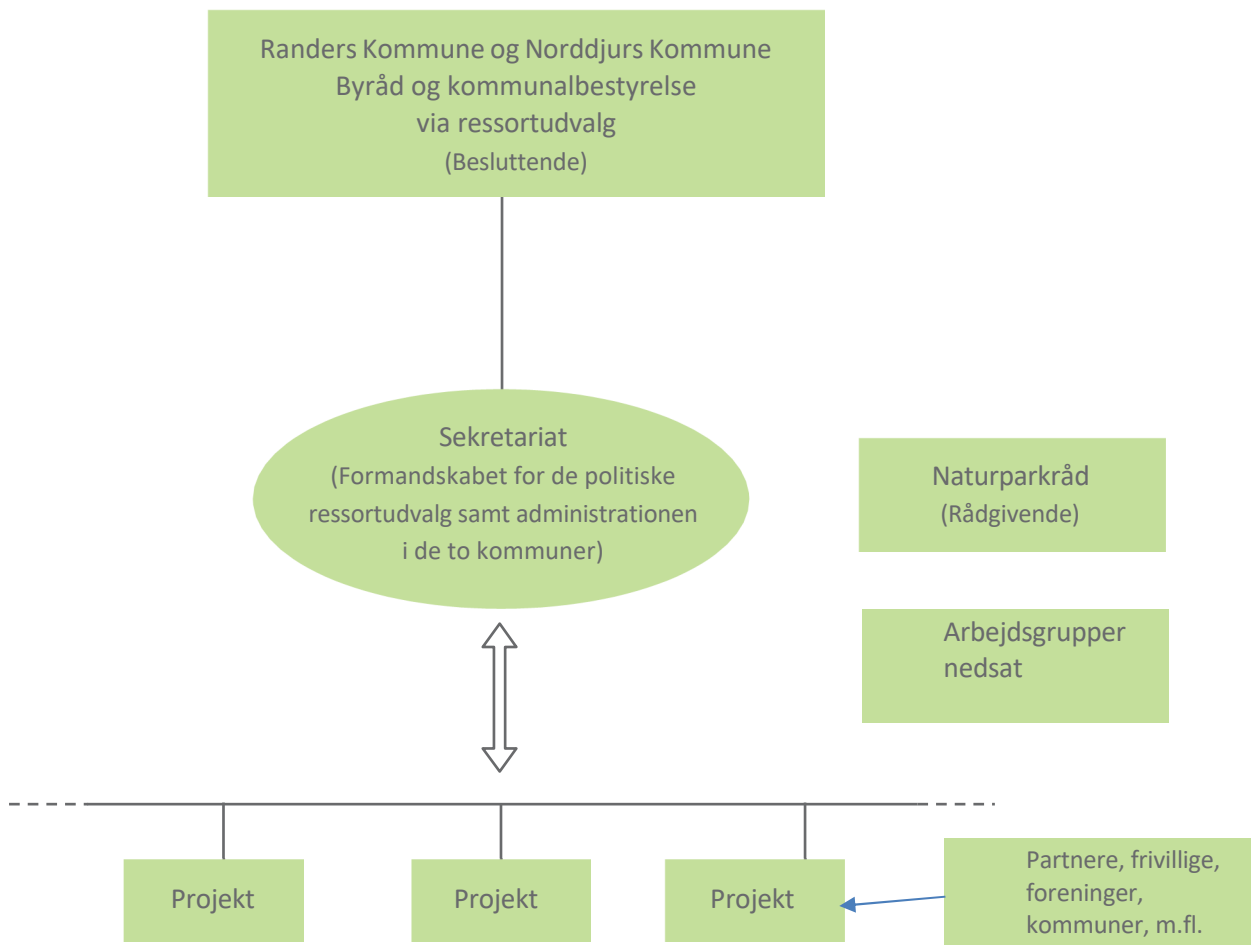 Randers Kommune og Norddjurs Kommune
Byråd og kommunalbestyrelse
via ressortudvalg
(Besluttende)
Sekretariat
(Formandskabet for de politiske
ressortudvalg samt administrationen
i de to kommuner)
Naturparkråd
(Rådgivende)
Arbejdsgrupper
nedsat
Projekt
Projekt
Projekt
Partnere, frivillige,
foreninger,
kommuner, m.fl.